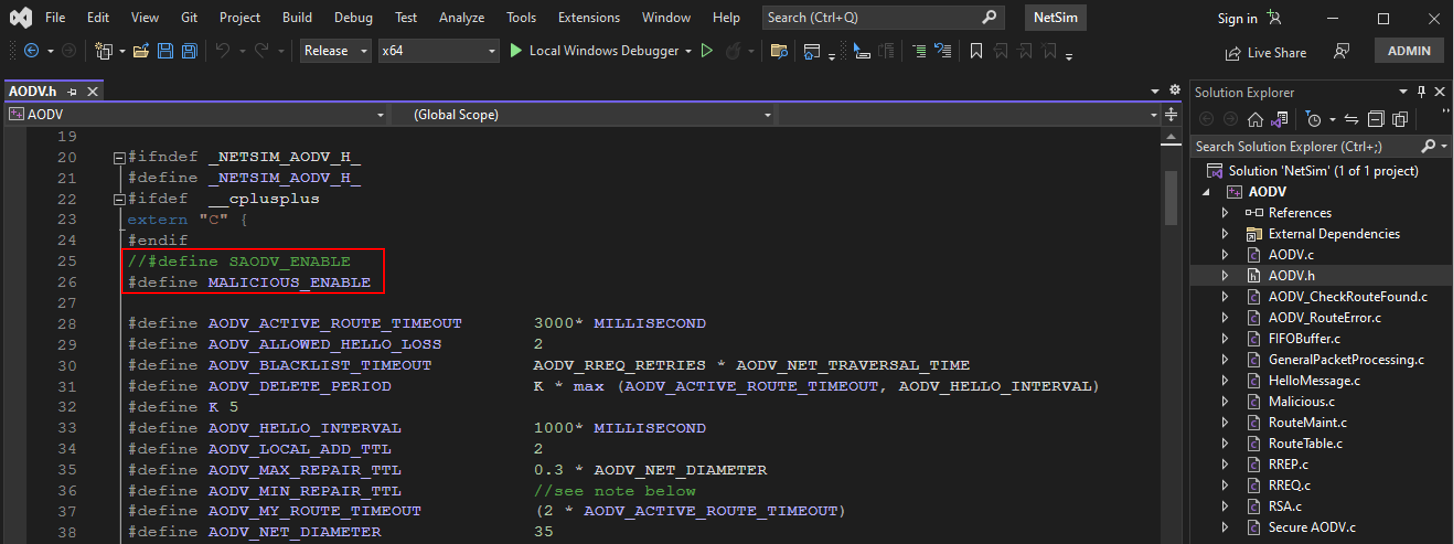 File Edit View Git Project Build Debug Test Analyze Tools Extensions Window Help Search (Ctrl+Q) NetSim Sign in
Release x64 Local Windows Debugger Live Share ADMIN
AODV.h
AODV (Global Scope)
19
20 #ifndef _NETSIM_AODV_H_
21 #define _NETSIM_AODV_H_
22 #ifdef __cplusplus
23 extern "C" {
24 #endif
25 //#define SAODV_ENABLE
26 #define MALICIOUS_ENABLE
27
28 #define AODV_ACTIVE_ROUTE_TIMEOUT 3000* MILLISECOND
29 #define AODV_ALLOWED_HELLO_LOSS 2
30 #define AODV_BLACKLIST_TIMEOUT AODV_RREQ_RETRIES * AODV_NET_TRAVERSAL_TIME
31 #define AODV_DELETE_PERIOD K * max (AODV_ACTIVE_ROUTE_TIMEOUT, AODV_HELLO_INTERVAL)
32 #define K 5
33 #define AODV_HELLO_INTERVAL 1000* MILLISECOND
34 #define AODV_LOCAL_ADD_TTL 2
35 #define AODV_MAX_REPAIR_TTL 0.3 * AODV_NET_DIAMETER
36 #define AODV_MIN_REPAIR_TTL //see note below
37 #define AODV_MY_ROUTE_TIMEOUT (2 * AODV_ACTIVE_ROUTE_TIMEOUT)
38 #define AODV_NET_DIAMETER 35
Solution Explorer
Search Solution Explorer (Ctrl+;)
Solution 'NetSim' (1 of 1 project)
AODV
References
External Dependencies
AODV.c
AODV.h
AODV_CheckRouteFound.c
AODV_RouteError.c
FIFOBuffer.c
GeneralPacketProcessing.c
HelloMessage.c
Malicious.c
RouteMaint.c
RouteTable.c
RREP.c
RREQ.c
RSA.c
Secure AODV.c